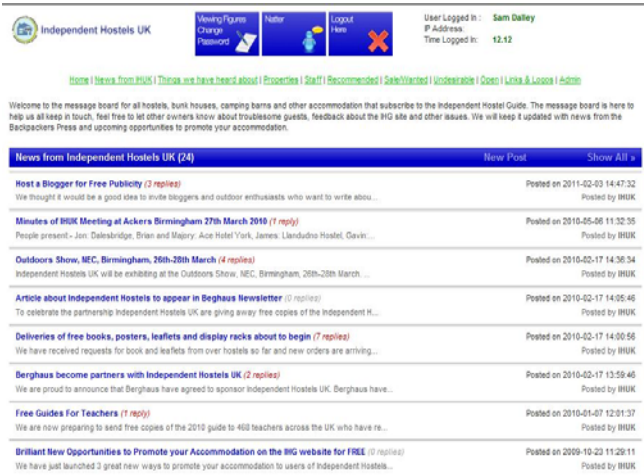 Independent Hostels UK
Viewing Figures
Change
Password
Natter
Logout
Here
User Logged In : Sam Dalley
IP Address:
Time Logged In: 12.12
Home | News from IHUK | Things we have heard about | Properties | Staff | Recommended | Sale/Wanted | Undesirable | Open | Links & Logos | Admin
Welcome to the message board for all hostels, bunk houses, camping barns and other accommodation that subscribe to the Independent Hostel Guide. The message board is here to
help us all keep in touch, feel free to let other owners know about troublesome guests, feedback about the IHG site and other issues. We will keep it updated with news from the
Backpackers Press and upcoming opportunities to promote your accommodation.
News from Independent Hostels UK (24) New Post Show All »
Host a Blogger for Free Publicity (3 replies) Posted on 2011-02-03 14:47:32
We thought it would be a good idea to invite bloggers and outdoor enthusiasts who want to write abou... Posted by IHUK
Minutes of IHUK Meeting at Ackers Birmingham 27th March 2010 (1 reply) Posted on 2010-05-06 11:32:35
People present - Jon: Dalesbridge, Brian and Majory: Ace Hotel York, James: Llandudno Hostel, Gavin:... Posted by IHUK
Outdoors Show, NEC, Birmingham, 26th-28th March (4 replies) Posted on 2010-02-17 14:36:34
Independent Hostels UK will be exhibiting at the Outdoors Show, NEC, Birmingham, 26th-28th March. ... Posted by IHUK
Article about Independent Hostels to appear in Beghaus Newsletter (0 replies) Posted on 2010-02-17 14:05:46
To celebrate the partnership Independent Hostels UK are giving away free copies of the Independent H... Posted by IHUK
Deliveries of free books, posters, leaflets and display racks about to begin (7 replies) Posted on 2010-02-17 14:00:56
We have received requests for book and leaflets from over hostels so far and new orders are arriving... Posted by IHUK
Berghaus become partners with Independent Hostels UK (2 replies) Posted on 2010-02-17 13:59:46
We are proud to announce that Berghaus have agreed to sponsor Independent Hostels UK. Berghaus have... Posted by IHUK
Free Guides For Teachers (1 reply) Posted on 2010-01-07 12:01:37
We are now preparing to send free copies of the 2010 guide to 468 teachers across the UK who have re... Posted by IHUK
Brilliant New Opportunities to Promote your Accommodation on the IHG website for FREE (0 replies) Posted on 2009-10-23 11:29:11
We have just launched 3 great new ways to promote your accommodation to users of Independent Hostels... Posted by IHUK